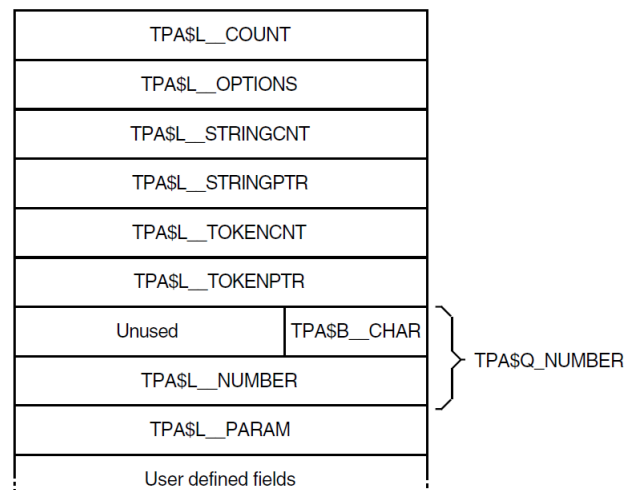 TPA$L__COUNT
TPA$L__OPTIONS
TPA$L__STRINGCNT
TPA$L__STRINGPTR
TPA$L__TOKENCNT
TPA$L__TOKENPTR
Unused TPA$B__CHAR
TPA$Q_NUMBER
TPA$L__NUMBER
TPA$L__PARAM
User defined fields